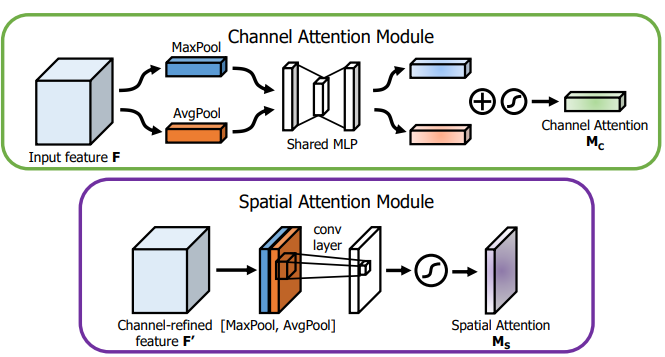 Channel Attention Module
MaxPool
AvgPool
Input feature F
Shared MLP
Channel Attention
Mc
Spatial Attention Module
conv
layer
Channel-refined
feature F’
[MaxPool, AvgPool]
Spatial Attention
Ms